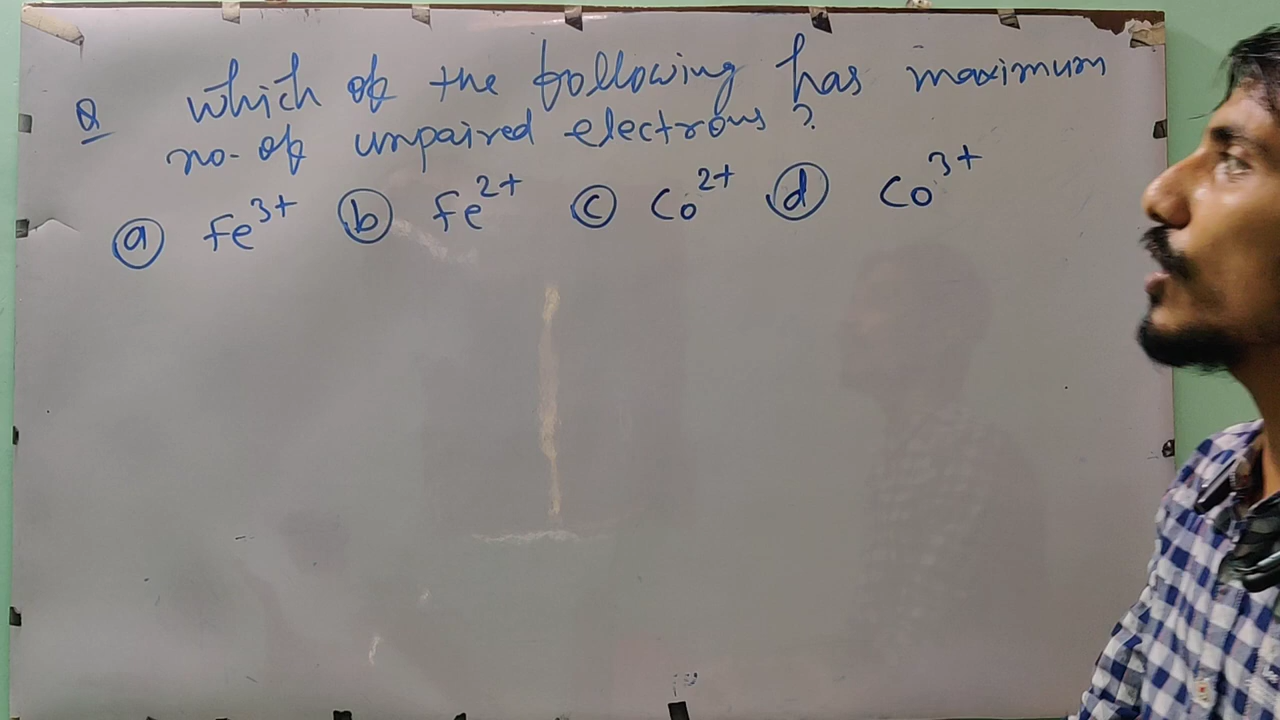 Q Which of the following has maximum
no. of unpaired electrons ?
(a) Fe³⁺ (b) Fe²⁺ (c) Co²⁺ (d) Co³⁺